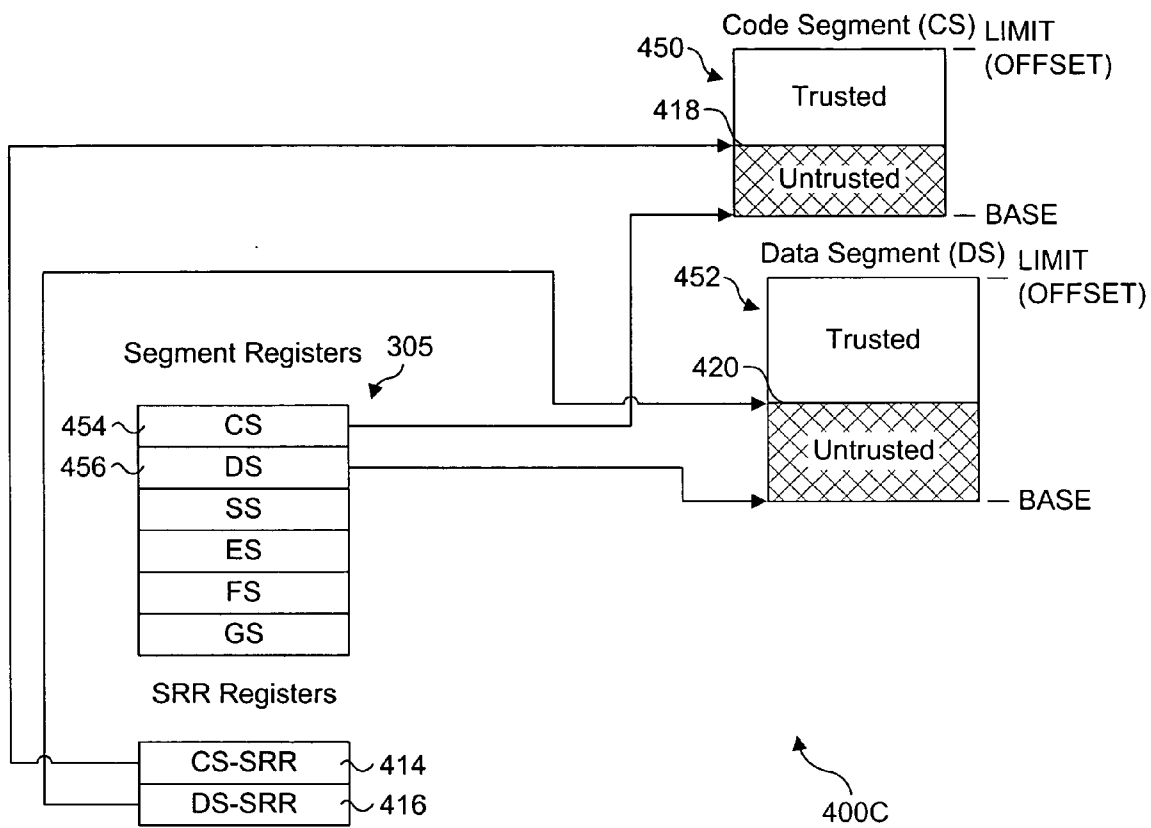 Code Segment (CS)
LIMIT
(OFFSET)
450
Trusted
418
Untrusted
BASE
Data Segment (DS)
LIMIT
(OFFSET)
452
Trusted
420
Untrusted
BASE
Segment Registers
305
454
CS
456
DS
SS
ES
FS
GS
SRR Registers
CS-SRR
414
DS-SRR
416
400C